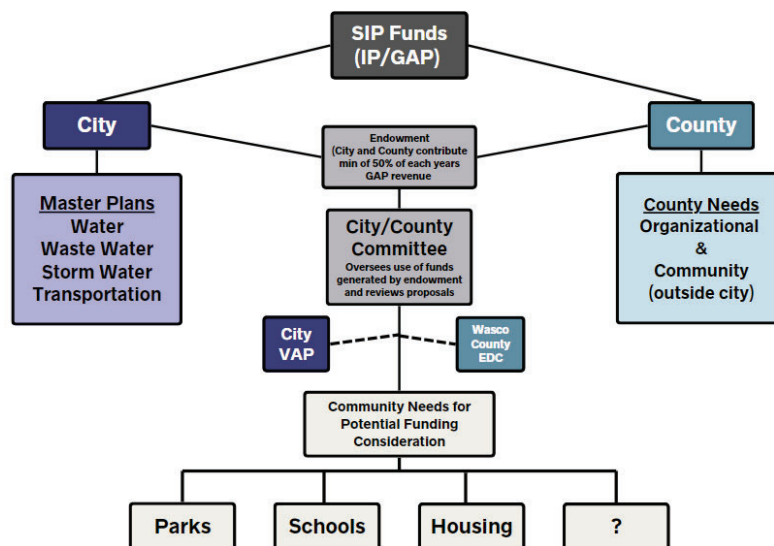 SIP Funds
(IP/GAP)
City
County
Endowment
(City and County contribute
min of 50% of each years
GAP revenue
Master Plans
Water
Waste Water
Storm Water
Transportation
City/County
Committee
Oversees use of funds
generated by endowment
and reviews proposals
County Needs
Organizational
&
Community
(outside city)
City
VAP
Wasco
County
EDC
Community Needs for
Potential Funding
Consideration
Parks
Schools
Housing
?